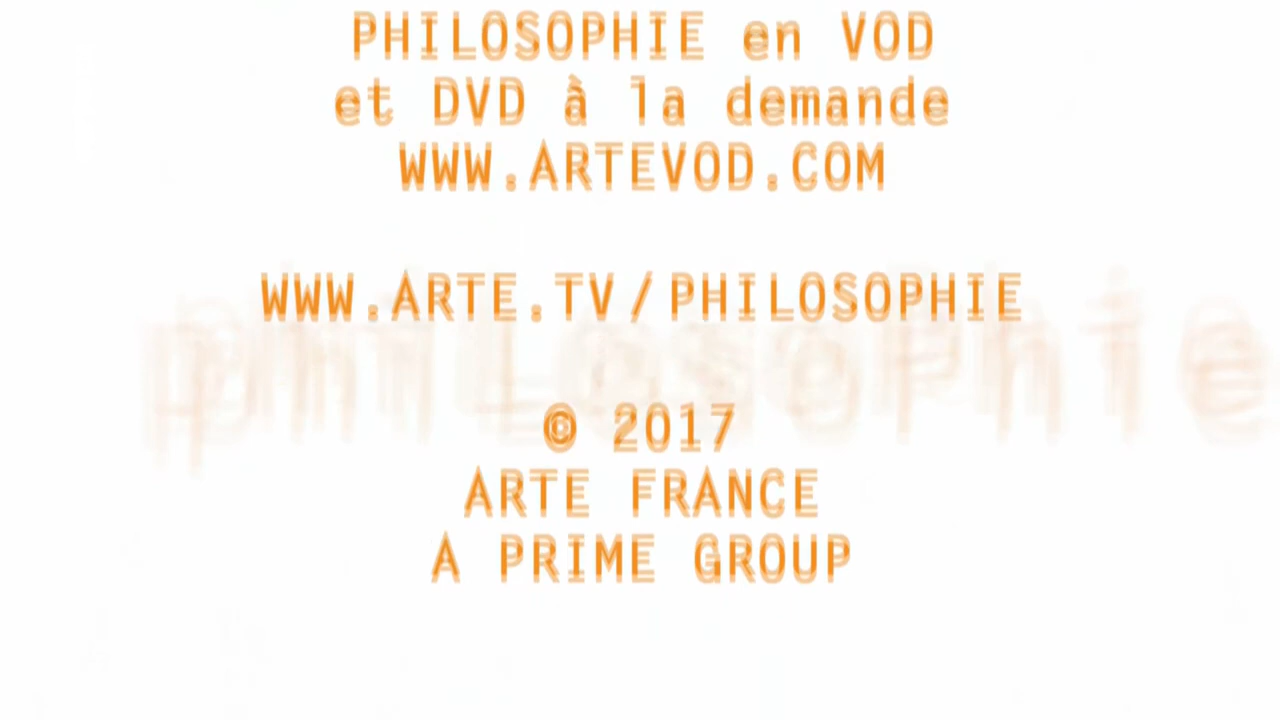 PHILOSOPHIE en VOD
et DVD à la demande
WWW.ARTEVOD.COM
WWW.ARTE.TV/PHILOSOPHIE
philosophie
© 2017
ARTE FRANCE
A PRIME GROUP